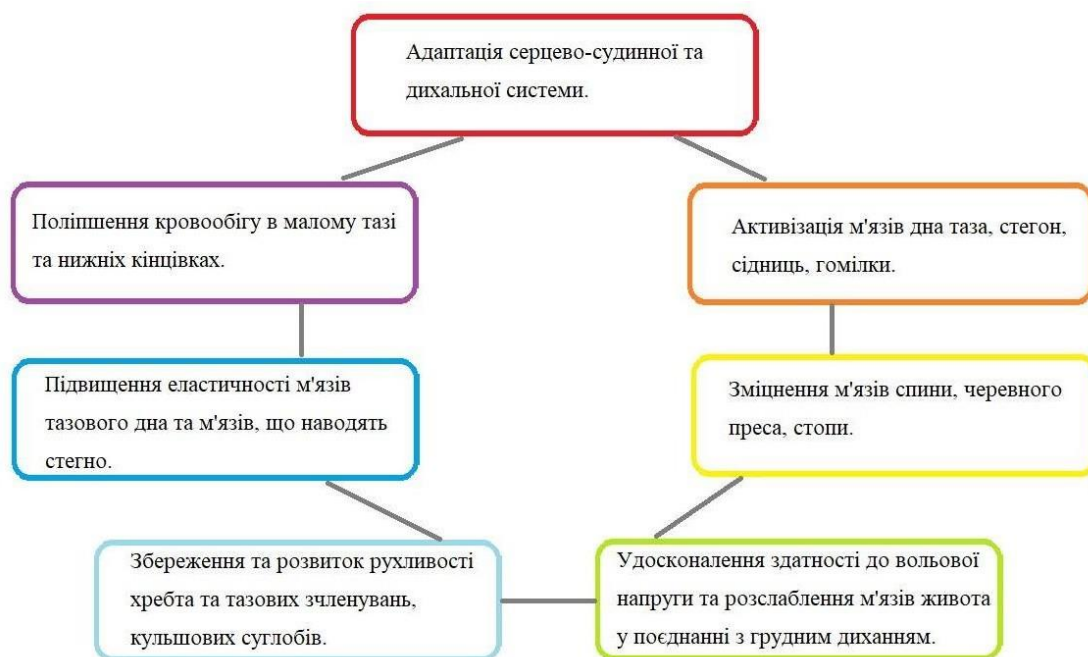 Адаптація серцево-судинної та
дихальної системи.
Поліпшення кровообігу в малому тазі
та нижніх кінцівках.
Активізація м'язів дна таза, стегон,
сідниць, гомілки.
Підвищення еластичності м'язів
тазового дна та м'язів, що наводять
стегно.
Зміцнення м'язів спини, черевного
преса, стопи.
Збереження та розвиток рухливості
хребта та тазових зчленувань,
кульшових суглобів.
Удосконалення здатності до вольової
напруги та розслаблення м'язів живота
у поєднанні з грудним диханням.